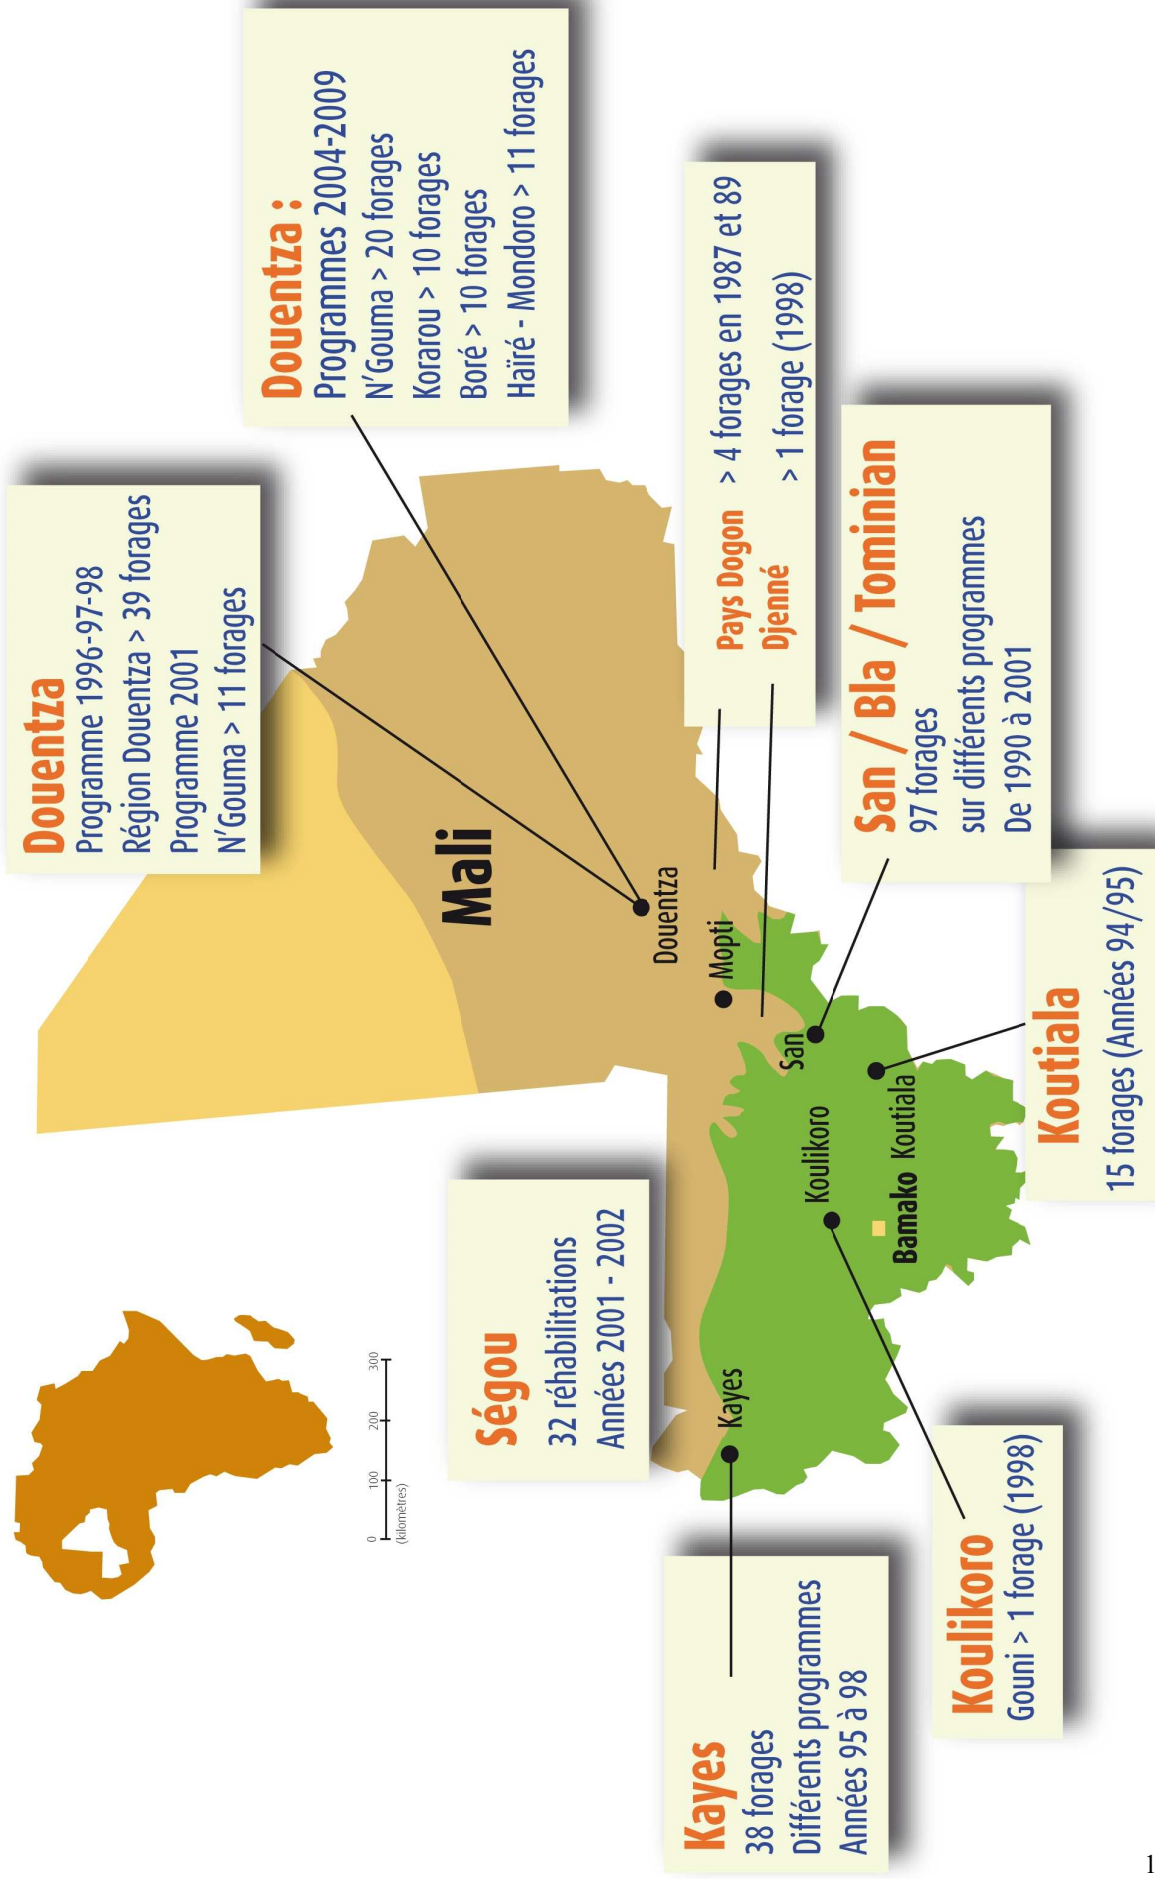 Douentza
Programme 1996-97-98
Région Douentza > 39 forages
Programme 2001
N'Gouma > 11 forages
Douentza :
Programmes 2004-2009
N'Gouma > 20 forages
Korarou > 10 forages
Boré > 10 forages
Haïré - Mondoro > 11 forages
0 100 200 300
(kilomètres)
Ségou
32 réhabilitations
Années 2001 - 2002
Mali
Douentza
Mopti
Pays Dogon > 4 forages en 1987 et 89
Djenné > 1 forage (1998)
Kayes
San
Koulikoro
Koutiala
Bamako
Kayes
38 forages
Différents programmes
Années 95 à 98
San / Bla / Tominian
97 forages
sur différents programmes
De 1990 à 2001
Koulikoro
Gouni > 1 forage (1998)
Koutiala
15 forages (Années 94/95)
1